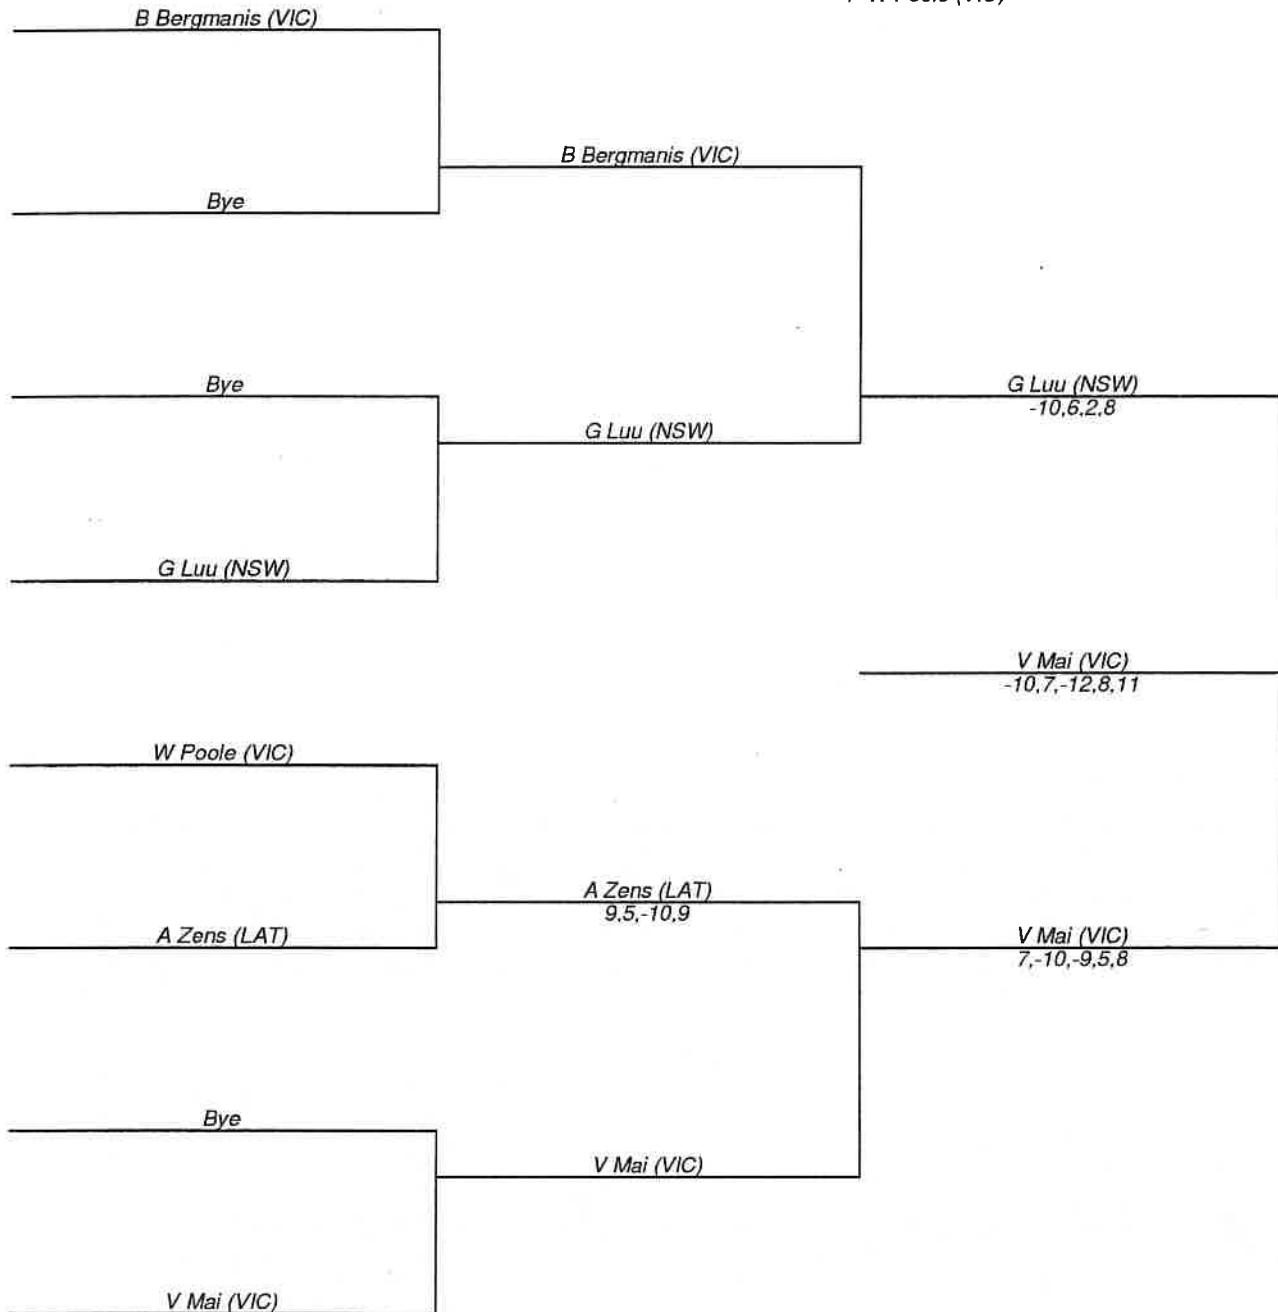 B Bergmanis (VIC)
B Bergmanis (VIC)
Bye
Bye
G Luu (NSW)
-10,6,2,8
G Luu (NSW)
G Luu (NSW)
V Mai (VIC)
-10,7,-12,8,11
W Poole (VIC)
A Zens (LAT)
9,5,-10,9
A Zens (LAT)
V Mai (VIC)
7,-10,-9,5,8
Bye
V Mai (VIC)
V Mai (VIC)